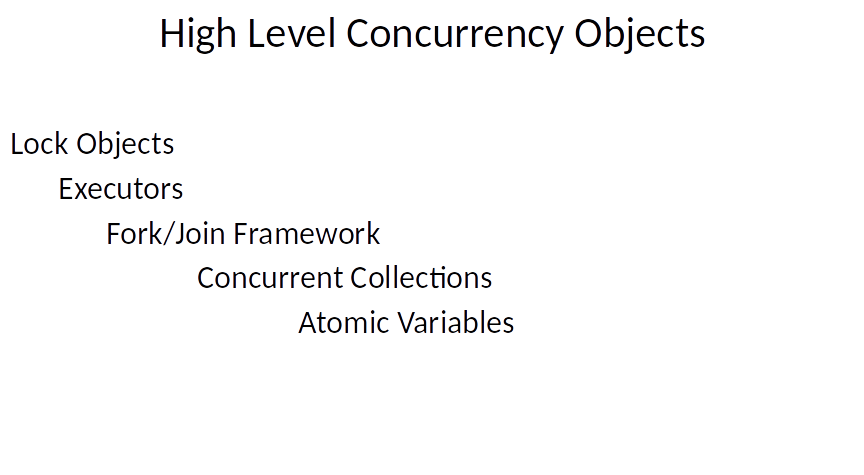 High Level Concurrency Objects
Lock Objects
Executors
Fork/Join Framework
Concurrent Collections
Atomic Variables